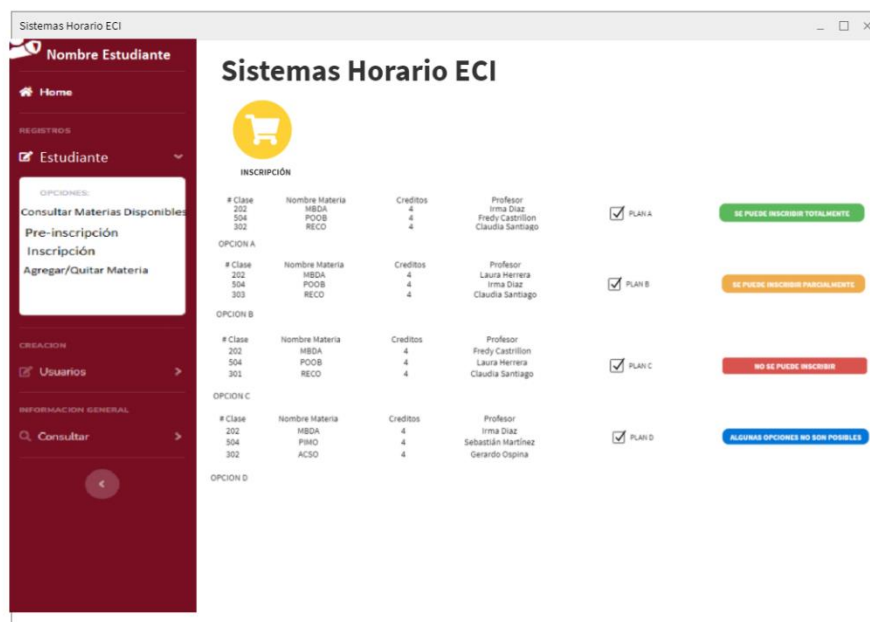 Sistemas Horario ECI
Nombre Estudiante
Home
REGISTROS
Estudiante
OPCIONES:
Consultar Materias Disponibles
Pre-inscripción
Inscripción
Agregar/Quitar Materia
CREACION
Usuarios
INFORMACION GENERAL
Consultar
Sistemas Horario ECI
INSCRIPCIÓN
# Clase Nombre Materia Creditos Profesor
202 MBDA 4 Irma Diaz
504 POOB 4 Fredy Castrillon
302 RECO 4 Claudia Santiago
PLAN A
SE PUEDE INSCRIBIR TOTALMENTE
OPCION A
# Clase Nombre Materia Creditos Profesor
202 MBDA 4 Laura Herrera
504 POOB 4 Irma Diaz
303 RECO 4 Claudia Santiago
PLAN B
SE PUEDE INSCRIBIR PARCIALMENTE
OPCION B
# Clase Nombre Materia Creditos Profesor
202 MBDA 4 Fredy Castrillon
504 POOB 4 Laura Herrera
301 RECO 4 Claudia Santiago
PLAN C
NO SE PUEDE INSCRIBIR
OPCION C
# Clase Nombre Materia Creditos Profesor
202 MBDA 4 Irma Diaz
504 PIMO 4 Sebastián Martínez
302 ACSO 4 Gerardo Ospina
PLAN D
ALGUNAS OPCIONES NO SON POSIBLES
OPCION D